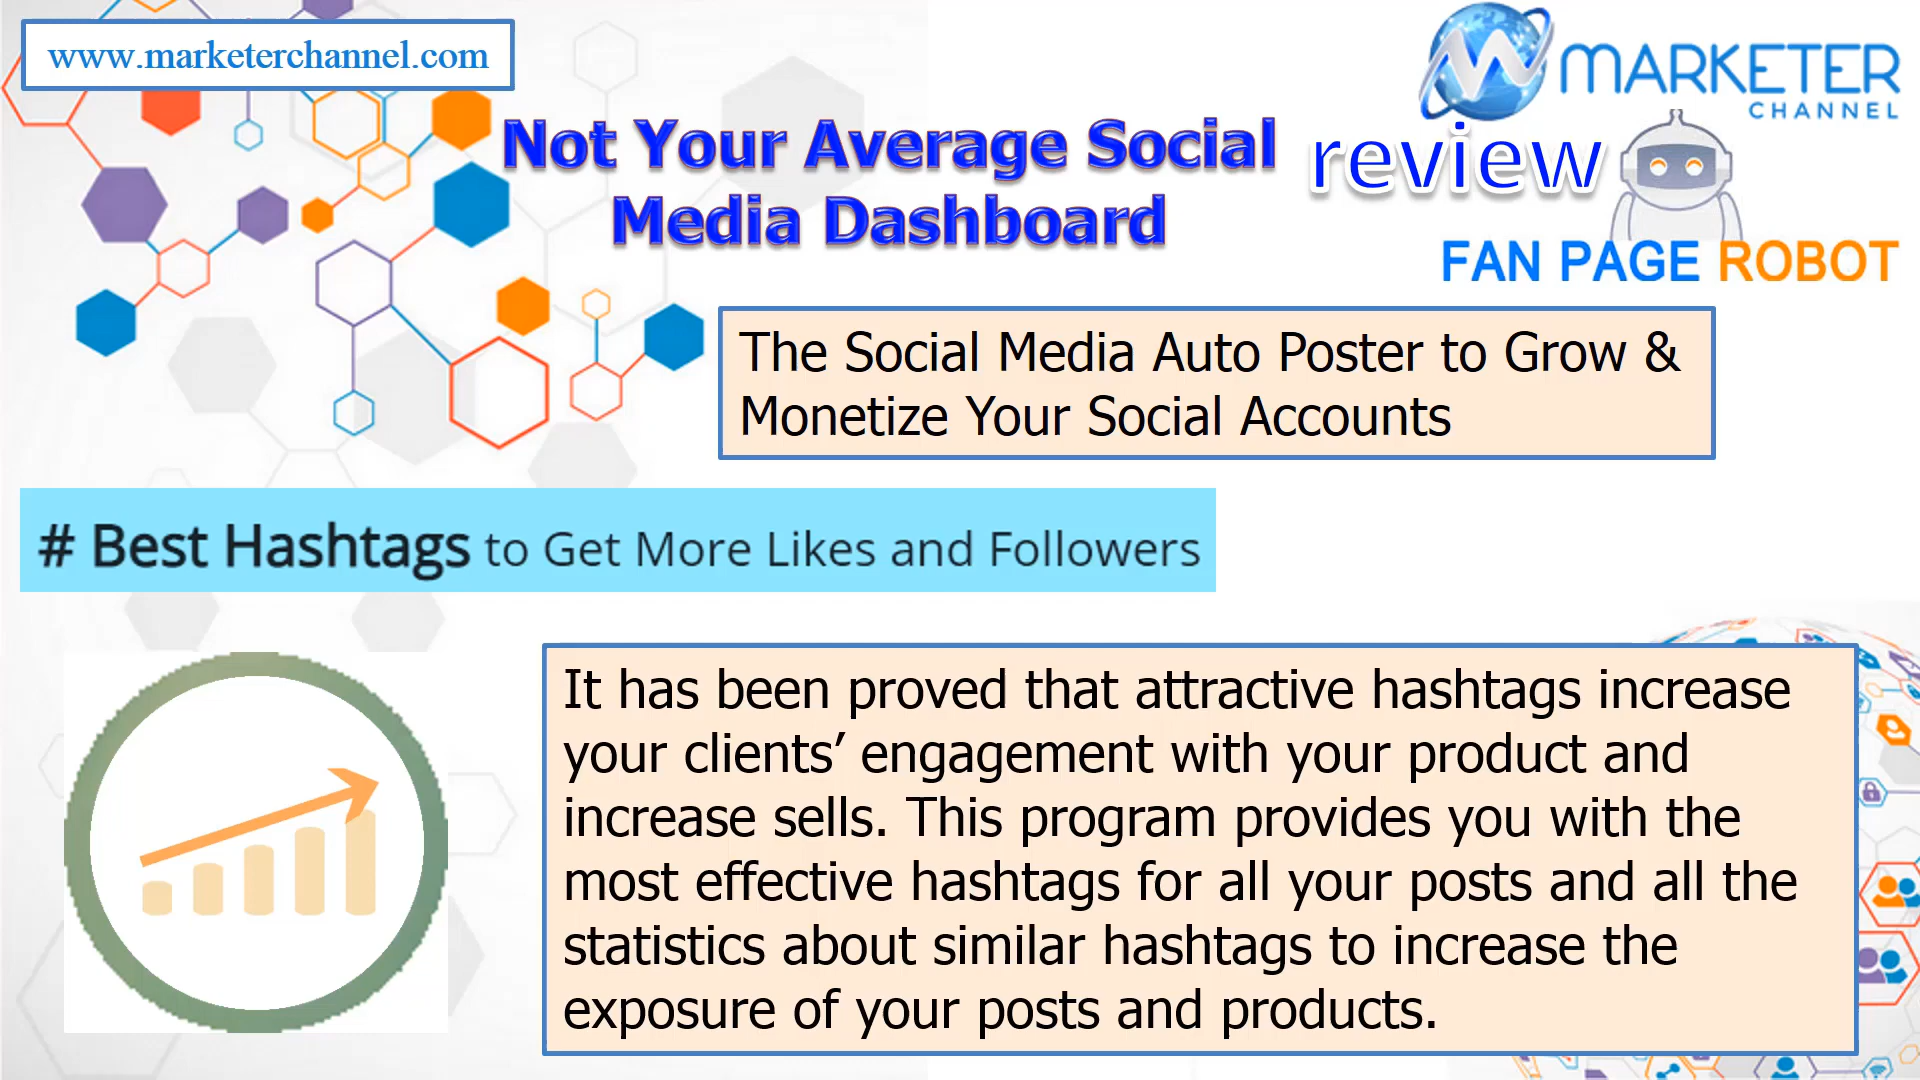 www.marketerchannel.com
MARKETER
CHANNEL
Not Your Average Social
Media Dashboard
review
FAN PAGE ROBOT
The Social Media Auto Poster to Grow &
Monetize Your Social Accounts
# Best Hashtags to Get More Likes and Followers
It has been proved that attractive hashtags increase
your clients’ engagement with your product and
increase sells. This program provides you with the
most effective hashtags for all your posts and all the
statistics about similar hashtags to increase the
exposure of your posts and products.